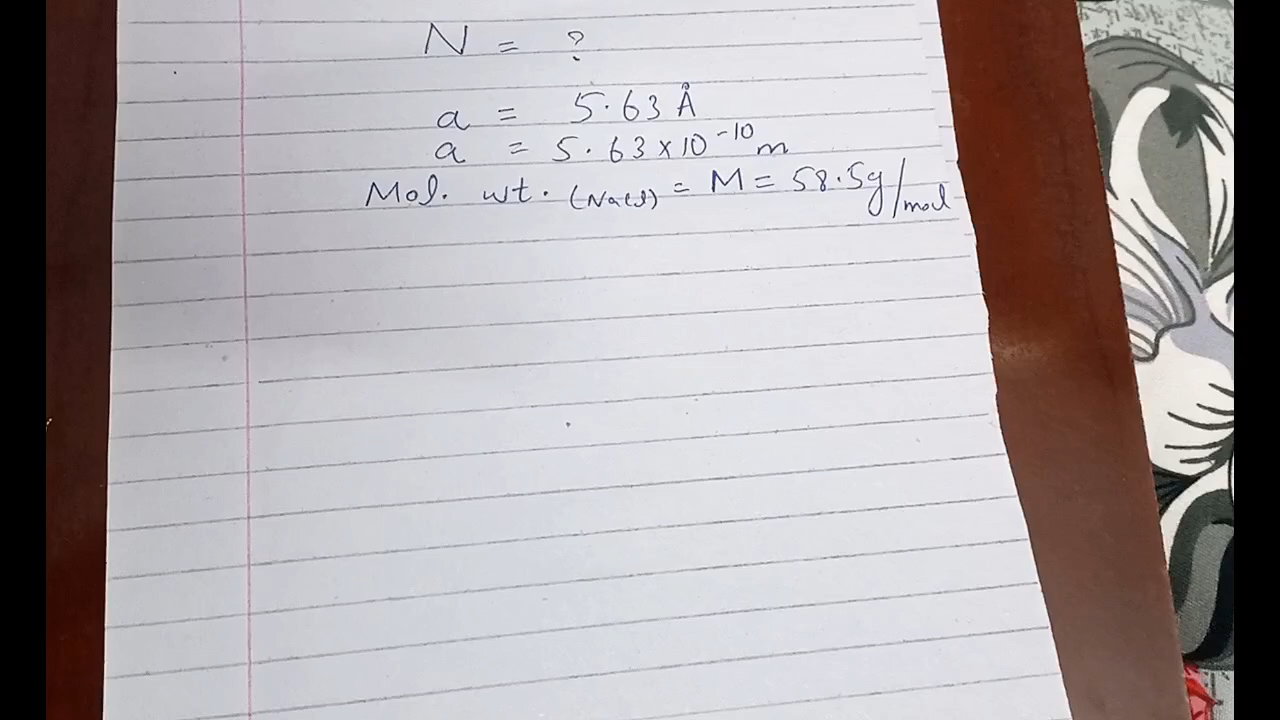 N = ?
a = 5.63 Å
a = 5.63 × 10⁻¹⁰ m
Mol. wt. (NaCl) = M = 58.5g/mol